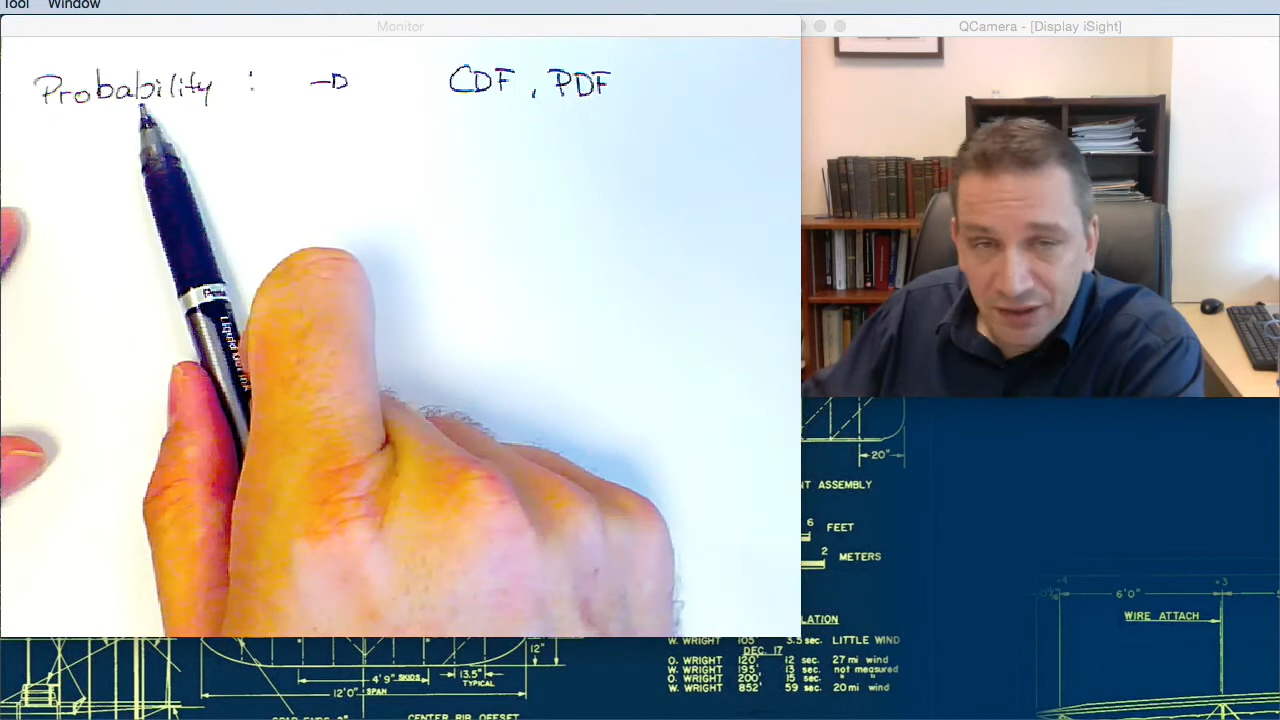 Tool Window
Monitor
QCamera - [Display iSight]
Probability : CDF, PDF
20"
T ASSEMBLY
6
FEET
2
METERS
6'0"
+3
WIRE ATTACH
LATION
W. WRIGHT 105' 3.5 sec. LITTLE WIND
DEC. 17
O. WRIGHT 120' 12 sec. 27 mi wind
W. WRIGHT 195' 13 sec. not measured
O. WRIGHT 200' 15 sec.
W. WRIGHT 852' 59 sec. 20 mi wind
12"
4'9" SKIDS
13.5"
TYPICAL
12'0" SPAN
CENTER RIB OFFSET